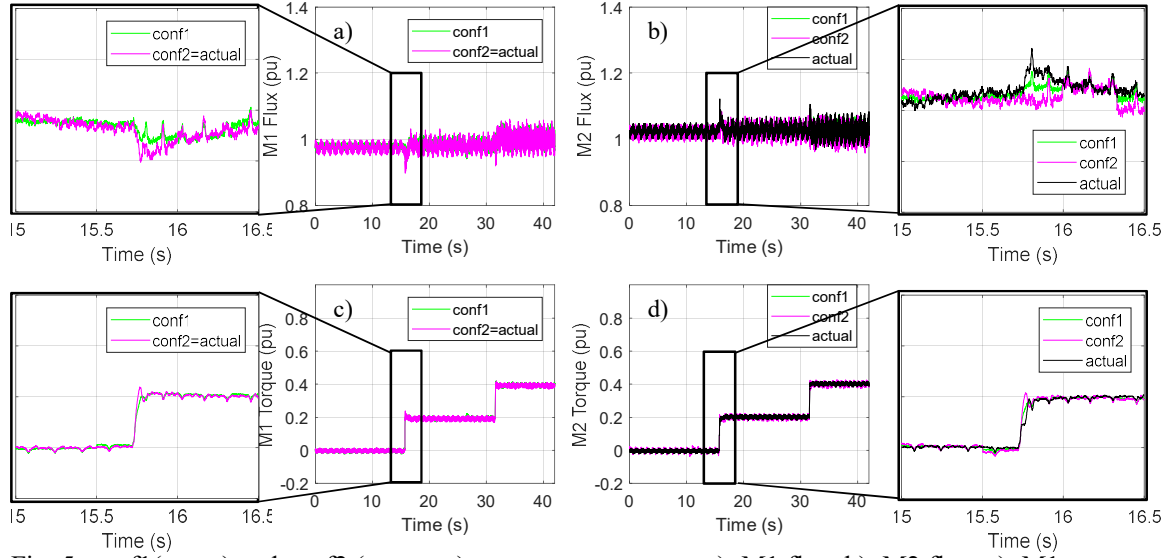 conf1
conf2=actual
15
15.5
16
16.5
Time (s)
a)
conf1
conf2=actual
1.4
1.2
1
0.8
M1 Flux (pu)
0
10
20
30
40
Time (s)
b)
conf1
conf2
actual
1.4
1.2
1
0.8
M2 Flux (pu)
0
10
20
30
40
Time (s)
conf1
conf2
actual
15
15.5
16
16.5
Time (s)
conf1
conf2=actual
15
15.5
16
16.5
Time (s)
c)
conf1
conf2=actual
0.8
0.6
0.4
0.2
0
-0.2
M1 Torque (pu)
0
10
20
30
40
Time (s)
d)
conf1
conf2
actual
0.8
0.6
0.4
0.2
0
-0.2
M2 Torque (pu)
0
10
20
30
40
Time (s)
conf1
conf2
actual
15
15.5
16
16.5
Time (s)